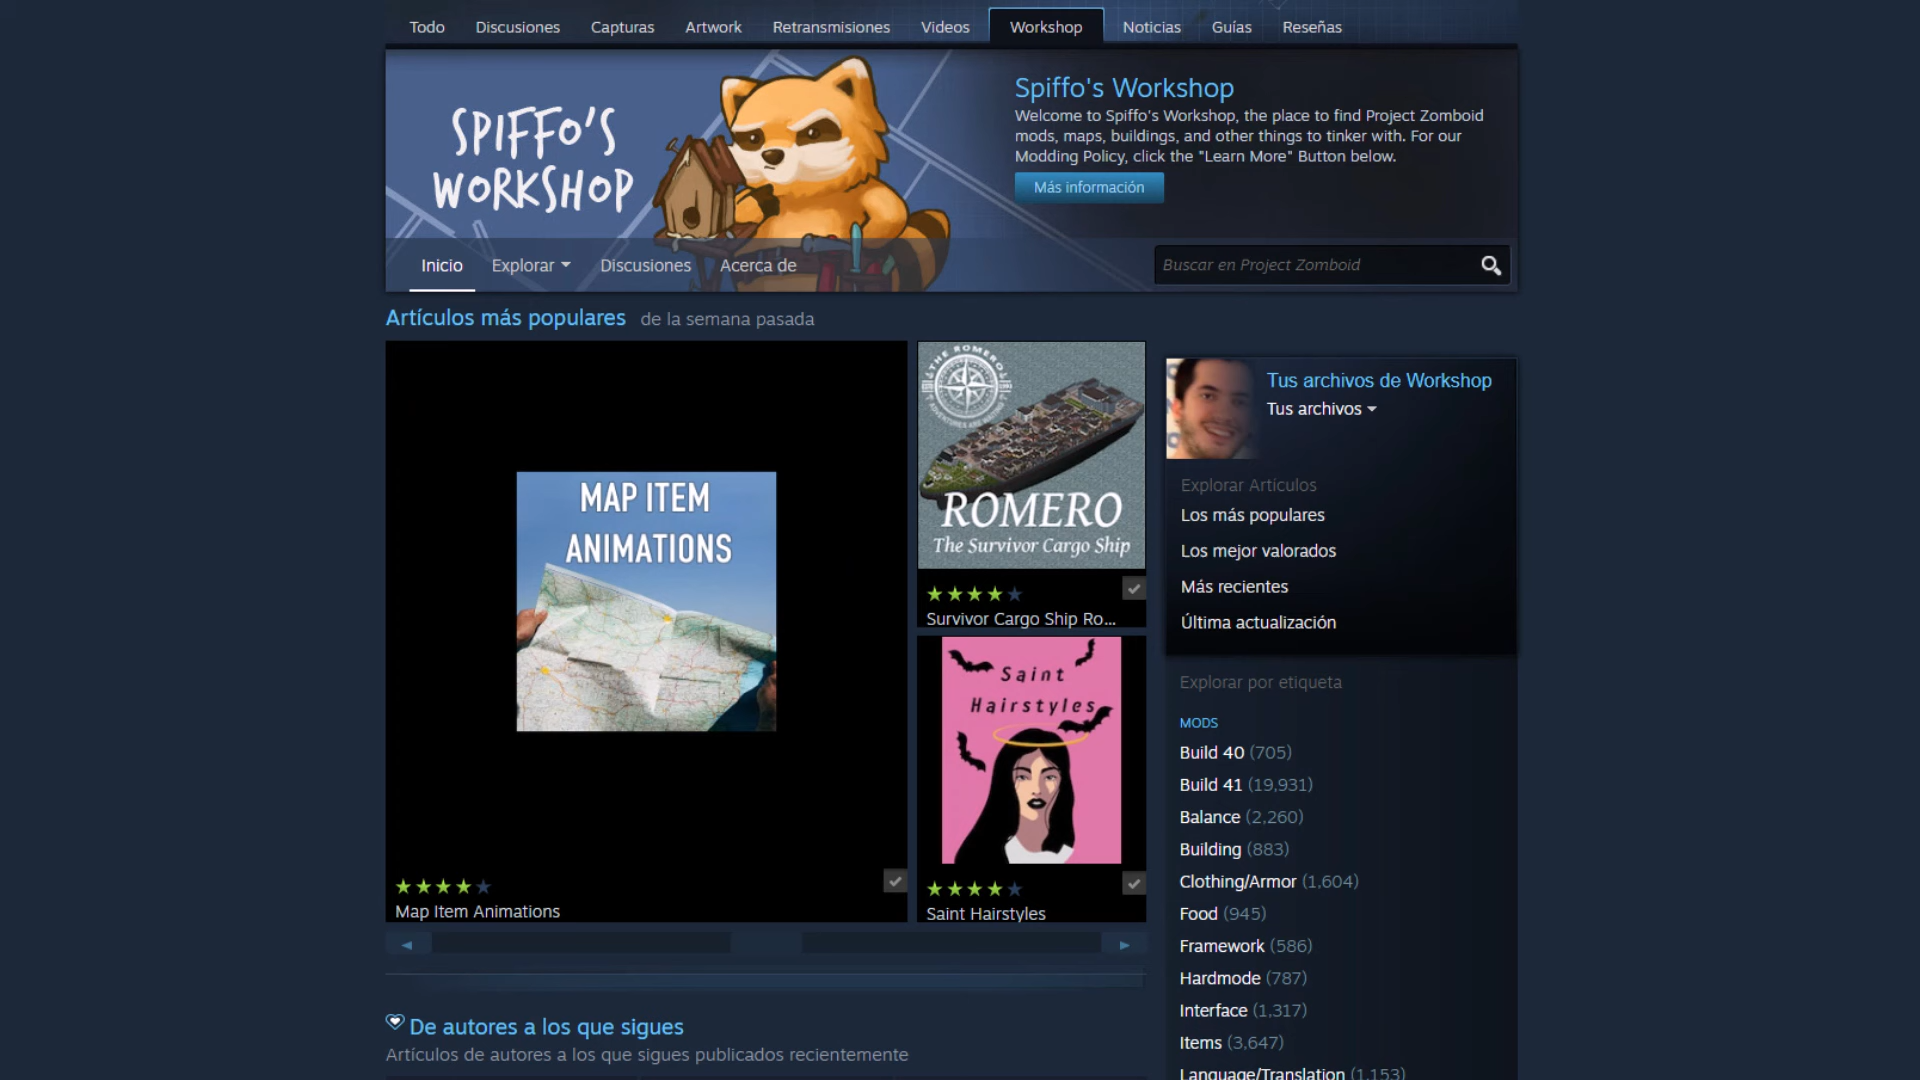 Todo
Discusiones
Capturas
Artwork
Retransmisiones
Videos
Workshop
Noticias
Guías
Reseñas
SPIFFO'S
WORKSHOP
Spiffo's Workshop
Welcome to Spiffo's Workshop, the place to find Project Zomboid
mods, maps, buildings, and other things to tinker with. For our
Modding Policy, click the "Learn More" Button below.
Más información
Inicio
Explorar
Discusiones
Acerca de
Buscar en Project Zomboid
Artículos más populares de la semana pasada
MAP ITEM
ANIMATIONS
Map Item Animations
THE ROMERO
ROMERO
The Survivor Cargo Ship
Survivor Cargo Ship Ro...
Saint
Hairstyles
Saint Hairstyles
De autores a los que sigues
Artículos de autores a los que sigues publicados recientemente
Tus archivos de Workshop
Tus archivos
Explorar Artículos
Los más populares
Los mejor valorados
Más recientes
Última actualización
Explorar por etiqueta
MODS
Build 40 (705)
Build 41 (19,931)
Balance (2,260)
Building (883)
Clothing/Armor (1,604)
Food (945)
Framework (586)
Hardmode (787)
Interface (1,317)
Items (3,647)
Language/Translation (1,153)